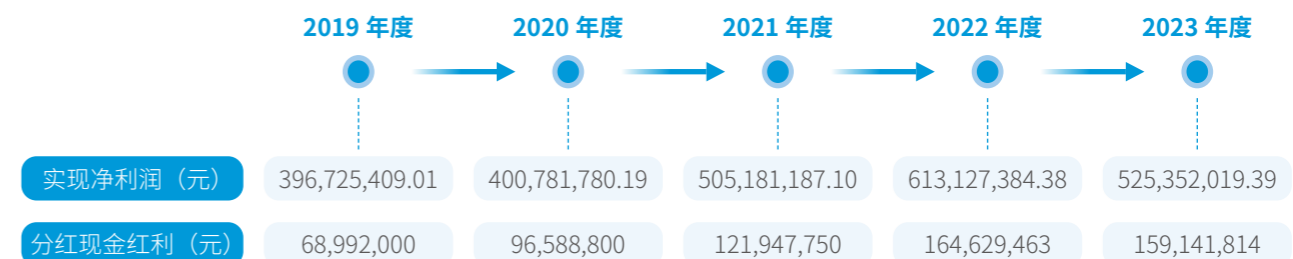 2019 年度 2020 年度 2021 年度 2022 年度 2023 年度
实现净利润（元） 396,725,409.01 400,781,780.19 505,181,187.10 613,127,384.38 525,352,019.39
分红现金红利（元） 68,992,000 96,588,800 121,947,750 164,629,463 159,141,814